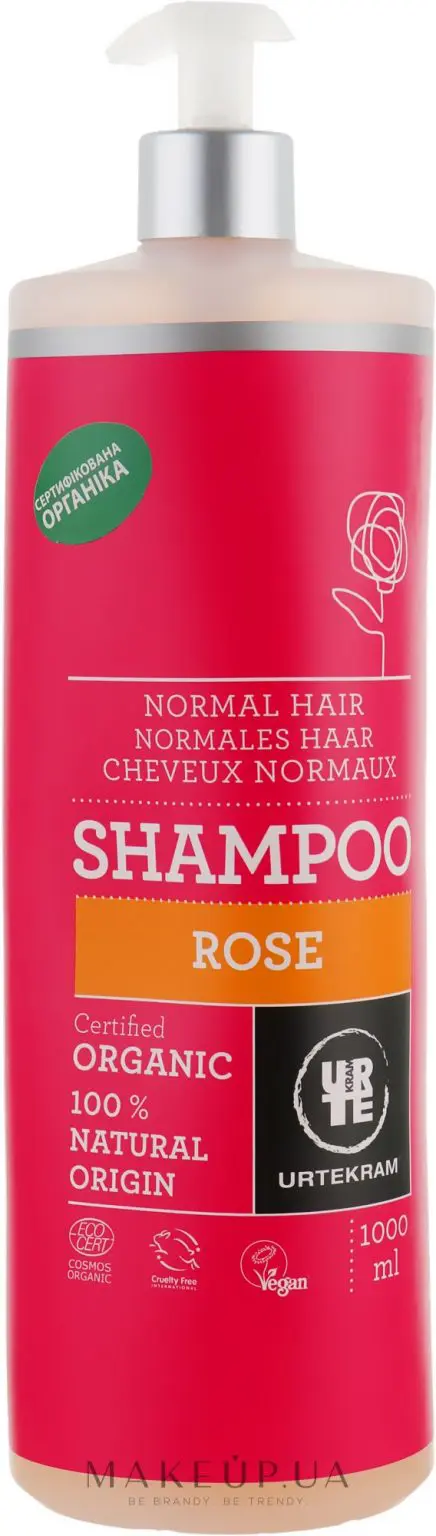 СЕРТИФІКОВАНА
ОРГАНІКА
NORMAL HAIR
NORMALES HAAR
CHEVEUX NORMAUX
SHAMPOO
ROSE
Certified
ORGANIC
100 %
NATURAL
ORIGIN
URTE
KRAM
URTEKRAM
ECO
CERT
COSMOS
ORGANIC
Cruelty Free
INTERNATIONAL
Vegan
1000
ml
MAKEUP.UA
BE BRANDY BE TRENDY